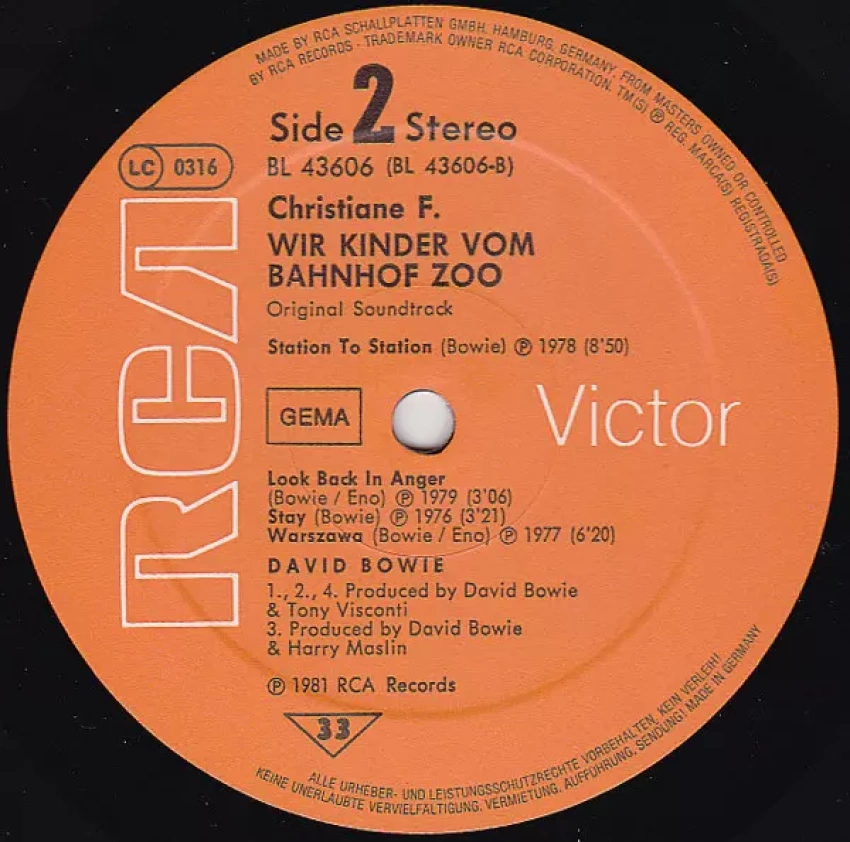 MADE BY RCA SCHALLPLATTEN GMBH. HAMBURG. GERMANY. FROM MASTERS OWNED OR CONTROLLED
BY RCA RECORDS · TRADEMARK OWNER RCA CORPORATION. TM(S) ® REG. MARCA(S) REGISTRADA(S)
Side 2 Stereo
LC 0316
BL 43606 (BL 43606-B)
RCA
Christiane F.
WIR KINDER VOM
BAHNHOF ZOO
Original Soundtrack
Station To Station (Bowie) ℗ 1978 (8'50)
GEMA
Victor
Look Back In Anger
(Bowie / Eno) ℗ 1979 (3'06)
Stay (Bowie) ℗ 1976 (3'21)
Warszawa (Bowie / Eno) ℗ 1977 (6'20)
DAVID BOWIE
1., 2., 4. Produced by David Bowie
& Tony Visconti
3. Produced by David Bowie
& Harry Maslin
℗ 1981 RCA Records
33
ALLE URHEBER- UND LEISTUNGSSCHUTZRECHTE VORBEHALTEN, KEIN VERLEIH!
KEINE UNERLAUBTE VERVIELFÄLTIGUNG, VERMIETUNG, AUFFÜHRUNG, SENDUNG! MADE IN GERMANY